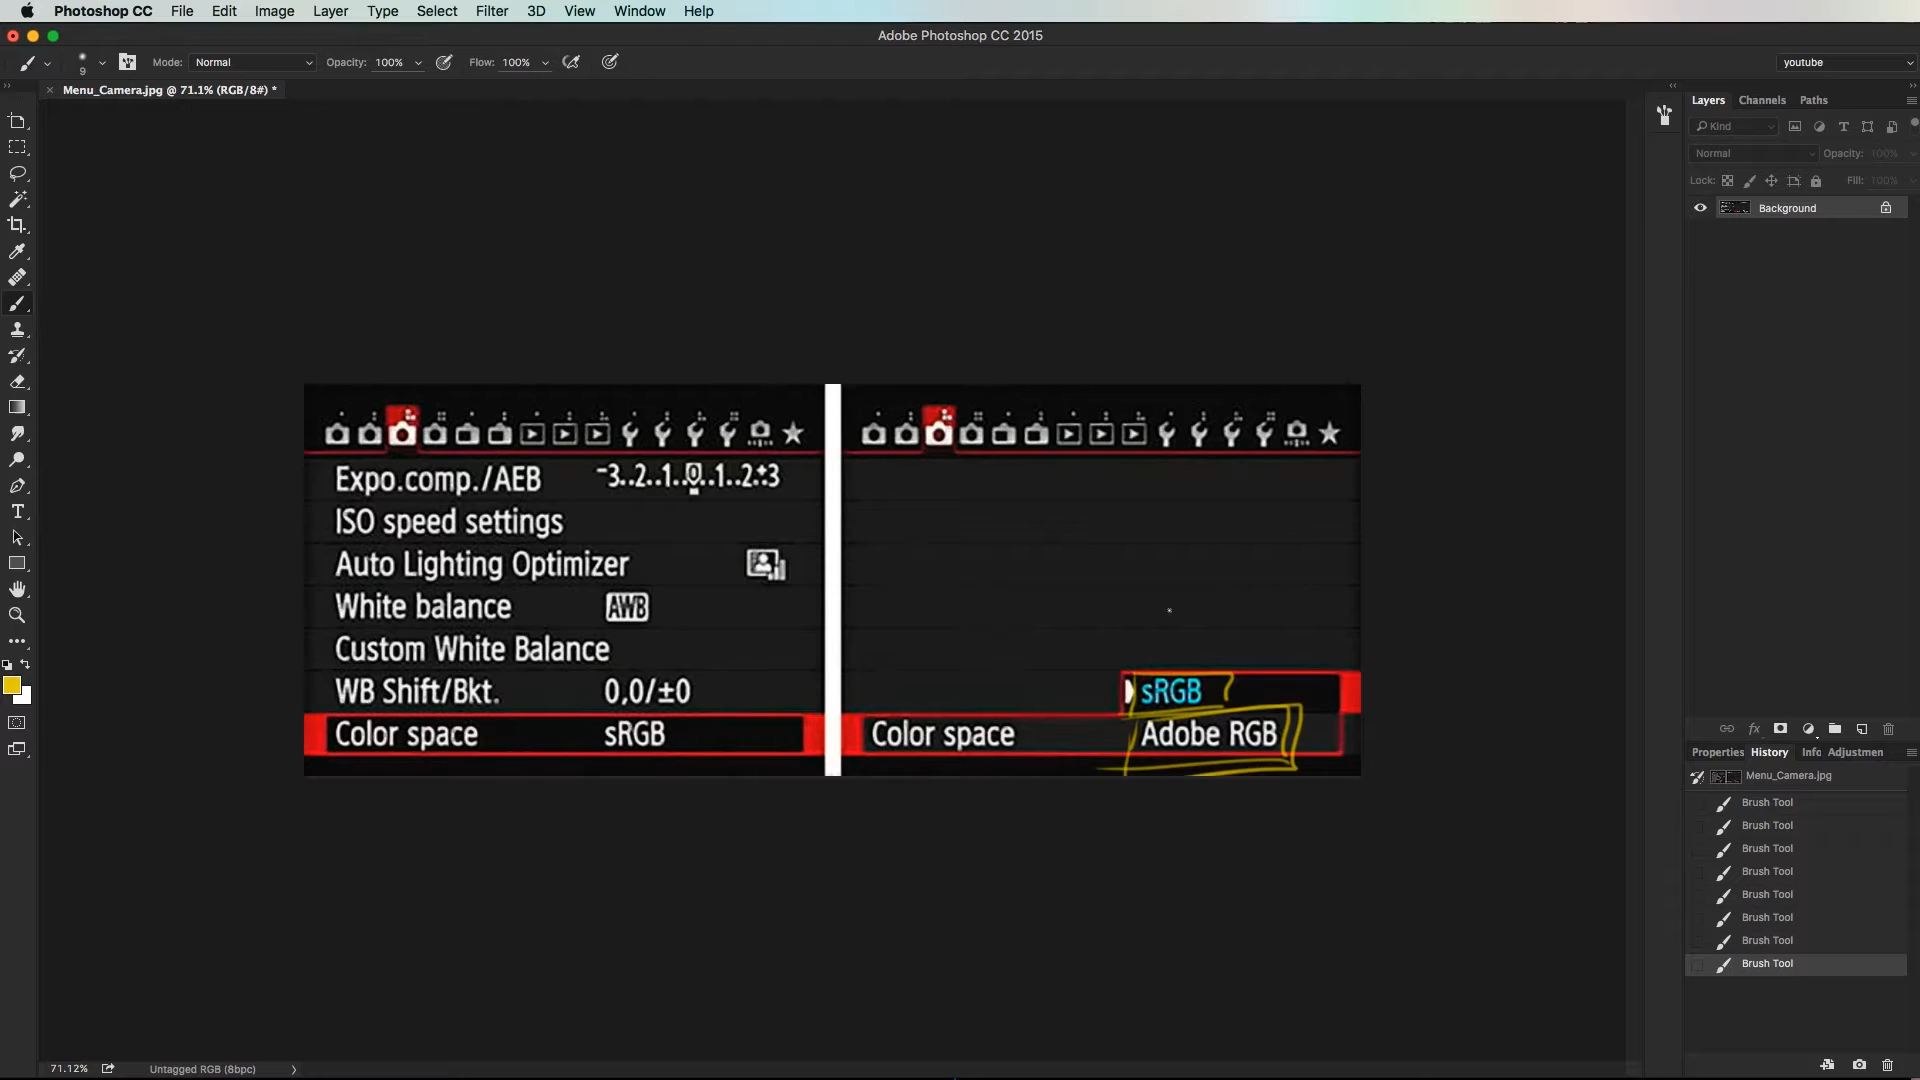 Photoshop CC File Edit Image Layer Type Select Filter 3D View Window Help
Adobe Photoshop CC 2015
9 Mode: Normal Opacity: 100% Flow: 100% youtube
Menu_Camera.jpg @ 71.1% (RGB/8#) *
Layers Channels Paths
Kind
Normal Opacity: 100%
Lock: Fill: 100%
Background
Expo.comp./AEB -3..2..1..0..1..2.+3
ISO speed settings
Auto Lighting Optimizer
White balance AWB
Custom White Balance
WB Shift/Bkt. 0,0/±0
Color space sRGB
sRGB
Color space Adobe RGB
Properties History Info Adjustmen
Menu_Camera.jpg
Brush Tool
Brush Tool
Brush Tool
Brush Tool
Brush Tool
Brush Tool
Brush Tool
Brush Tool
71.12% Untagged RGB (8bpc)